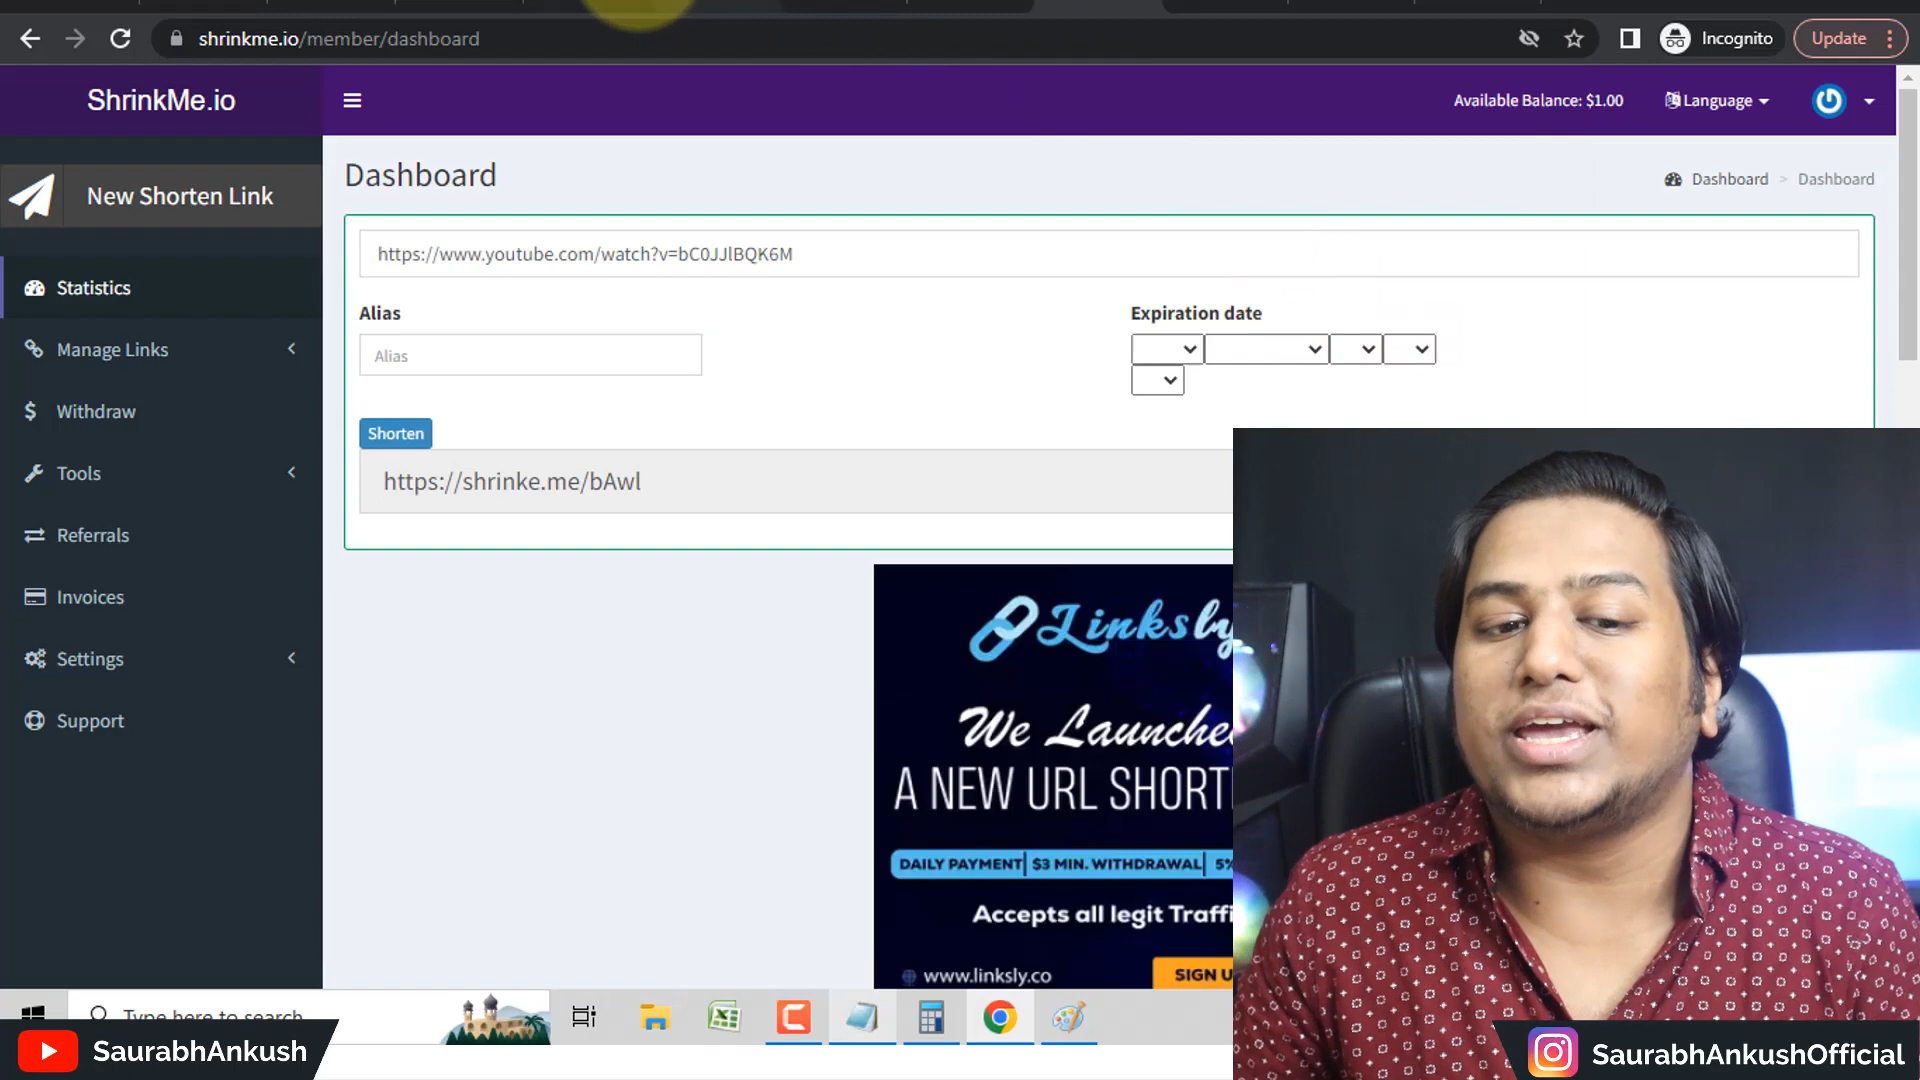 shrinkme.io/member/dashboard
Incognito
Update
ShrinkMe.io
Available Balance: $1.00
Language
New Shorten Link
Dashboard
Dashboard > Dashboard
https://www.youtube.com/watch?v=bC0JJlBQK6M
Statistics
Alias
Expiration date
Alias
Manage Links
Withdraw
Shorten
Tools
https://shrinke.me/bAwl
Referrals
Invoices
Linksly
Settings
We Launche
Support
A NEW URL SHORT
DAILY PAYMENT| $3 MIN. WITHDRAWAL| 5%
Accepts all legit Traffi
www.linksly.co
SIGN U
Type here to search
SaurabhAnkush
SaurabhAnkushOfficial